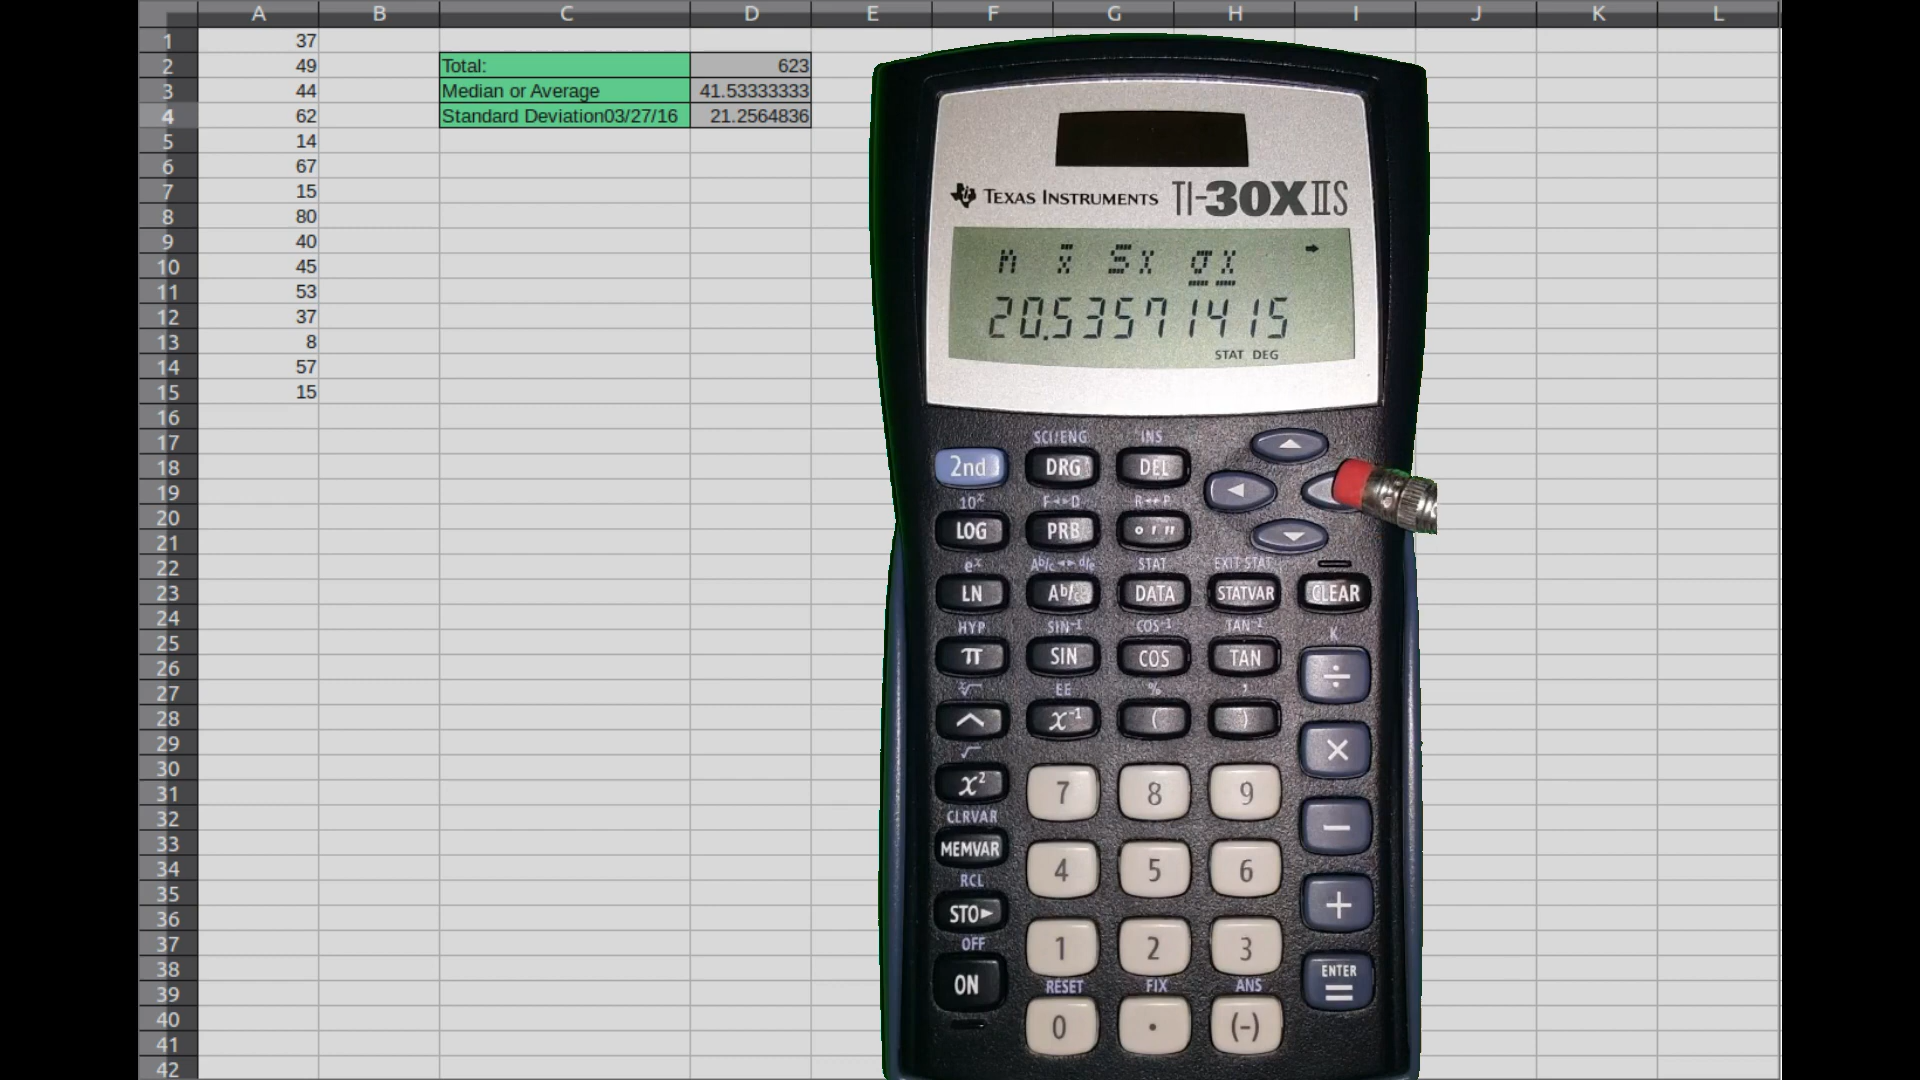 A B C D E F G H I J K L
1 37
2 49 Total: 623
3 44 Median or Average 41.53333333
4 62 Standard Deviation03/27/16 21.2564836
5 14
6 67
7 15
8 80
9 40
10 45
11 53
12 37
13 8
14 57
15 15
16
17
18
19
20
21
22
23
24
25
26
27
28
29
30
31
32
33
34
35
36
37
38
39
40
41
42
TEXAS INSTRUMENTS TI-30X IIS
n x̄ Sx σx
20.53571415
STAT DEG
SCI/ENG INS
2nd DRG DEL
10ˣ F◄►D R◄►P
LOG PRB ° ' "
eˣ Ab/c◄►d/e STAT EXIT STAT
LN Ab/c DATA STATVAR CLEAR
HYP SIN⁻¹ COS⁻¹ TAN⁻¹ K
π SIN COS TAN ÷
ˣ√ EE % ,
^ x⁻¹ ( )
√ ×
x² 7 8 9
CLRVAR −
MEMVAR 4 5 6
RCL
STO► +
OFF 1 2 3
ON RESET FIX ANS ENTER
0 . (-) =